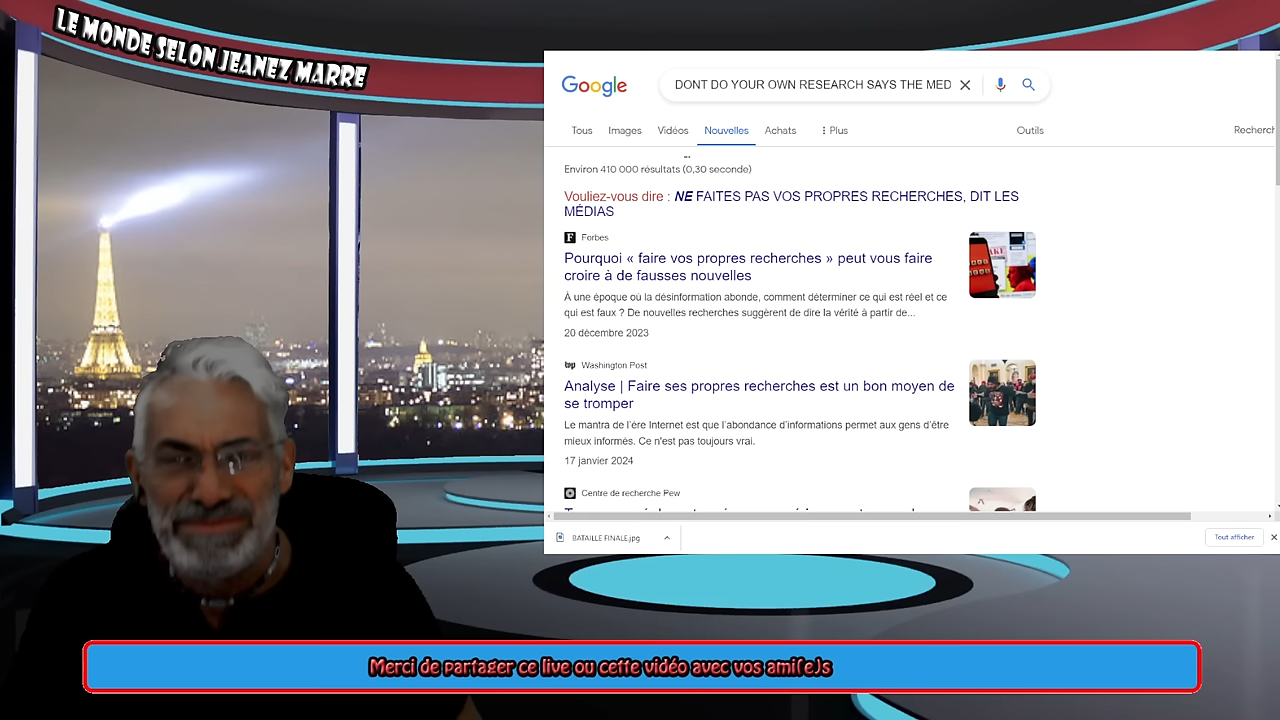 LE MONDE SELON JEANEZ MARRE
Google
DONT DO YOUR OWN RESEARCH SAYS THE MED
Tous Images Vidéos Nouvelles Achats Plus Outils Recherch
Environ 410 000 résultats (0,30 seconde)
Vouliez-vous dire : NE FAITES PAS VOS PROPRES RECHERCHES, DIT LES
MÉDIAS
Forbes
Pourquoi « faire vos propres recherches » peut vous faire
croire à de fausses nouvelles
À une époque où la désinformation abonde, comment déterminer ce qui est réel et ce
qui est faux ? De nouvelles recherches suggèrent de dire la vérité à partir de...
20 décembre 2023
wp Washington Post
Analyse | Faire ses propres recherches est un bon moyen de
se tromper
Le mantra de l'ère Internet est que l'abondance d'informations permet aux gens d'être
mieux informés. Ce n'est pas toujours vrai.
17 janvier 2024
Centre de recherche Pew
BATAILLE FINALE.jpg
Tout afficher
Merci de partager ce live ou cette vidéo avec vos ami(e)s